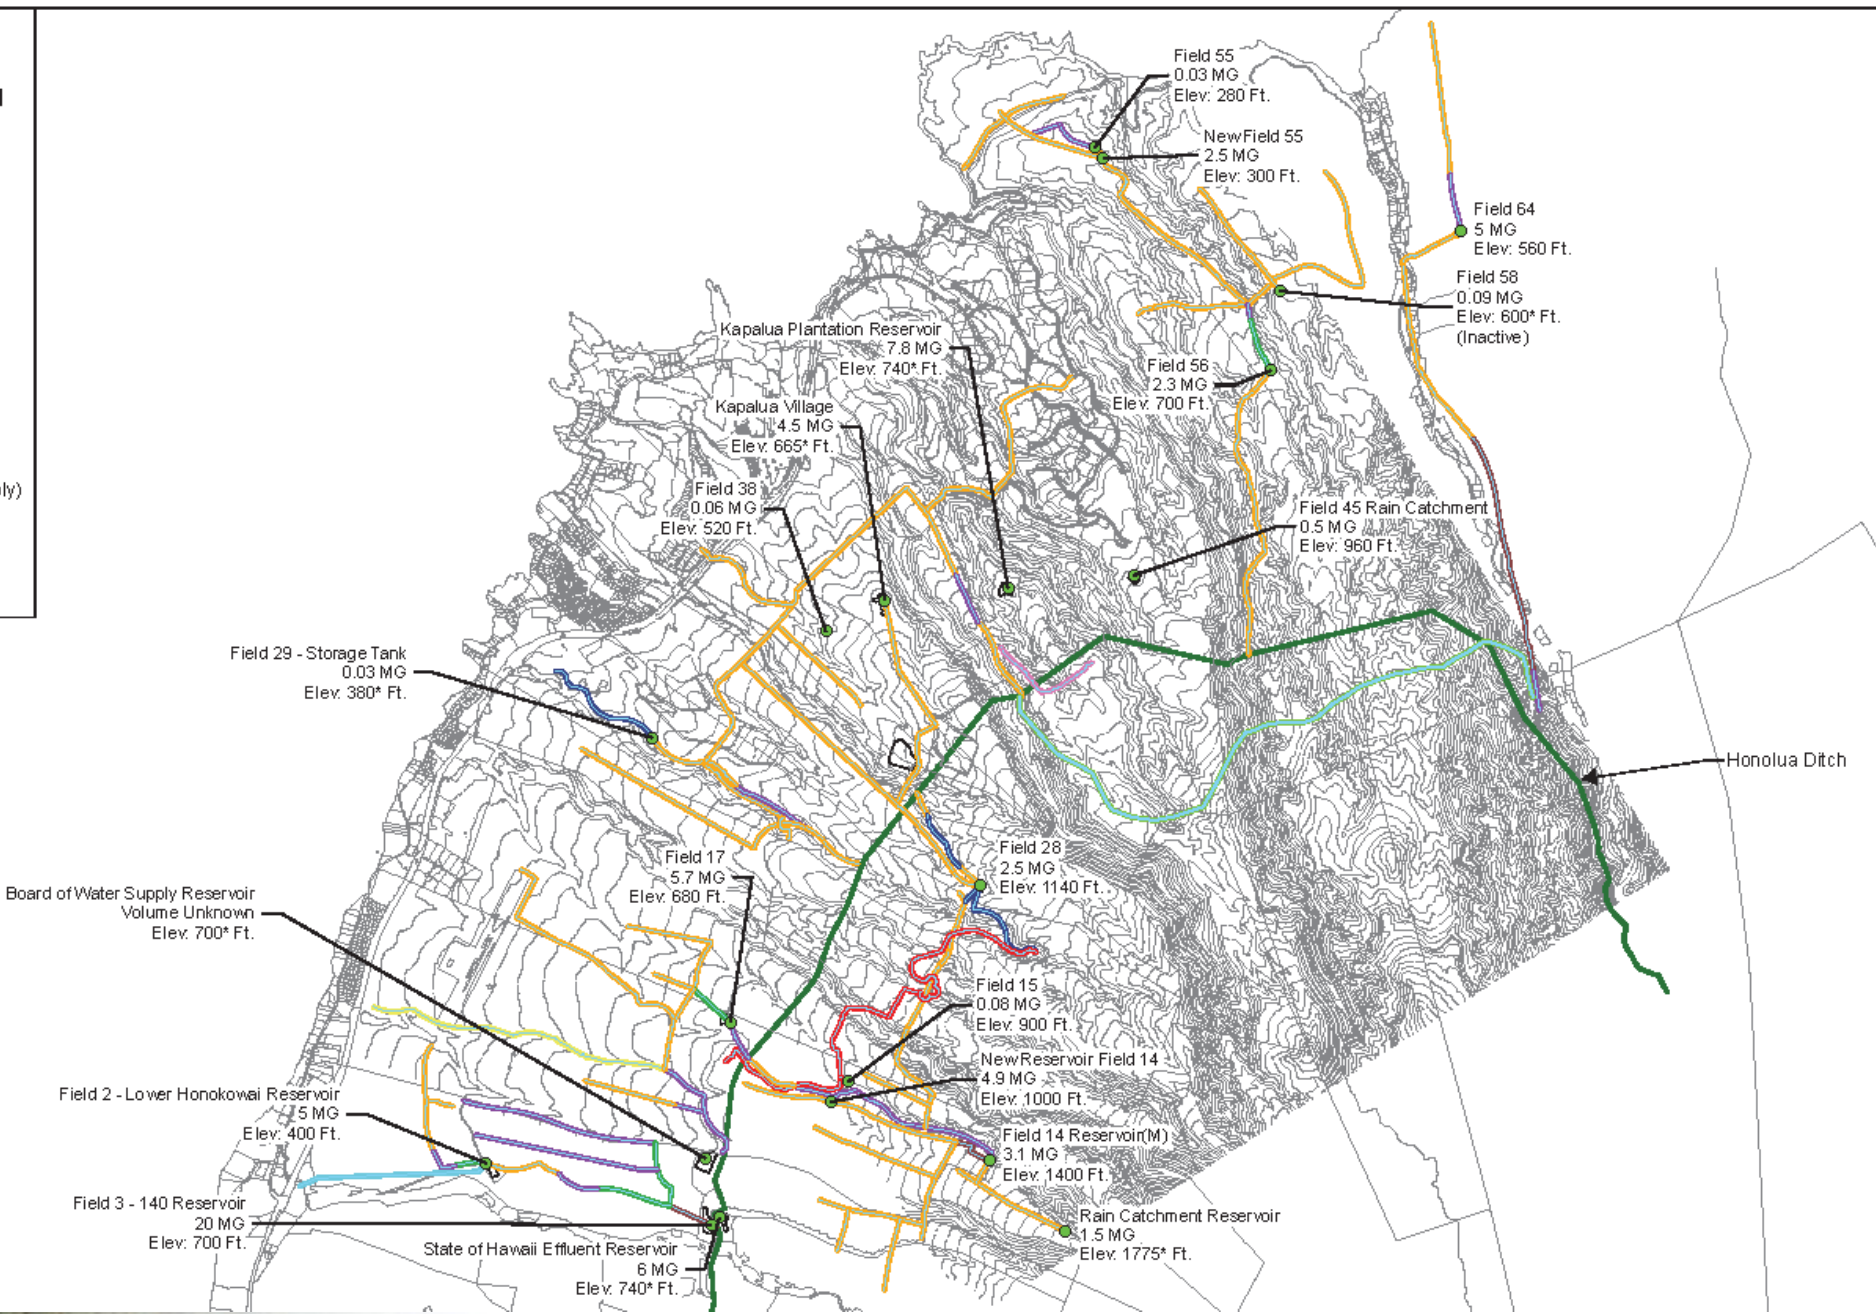 Field 55
0.03 MG
Elev: 280 Ft.
New Field 55
2.5 MG
Elev: 300 Ft.
Field 64
5 MG
Elev: 560 Ft.
Field 58
0.09 MG
Elev: 600* Ft.
(Inactive)
Kapalua Plantation Reservoir
7.8 MG
Elev: 740* Ft.
Field 56
2.3 MG
Elev: 700 Ft.
Kapalua Village
4.5 MG
Elev: 665* Ft.
Field 38
0.06 MG
Elev: 520 Ft.
Field 45 Rain Catchment
0.5 MG
Elev: 960 Ft.
ly)
Field 29 - Storage Tank
0.03 MG
Elev: 380* Ft.
Honolua Ditch
Field 28
2.5 MG
Elev: 1140 Ft.
Field 17
5.7 MG
Elev: 680 Ft.
Board of Water Supply Reservoir
Volume Unknown
Elev: 700* Ft.
Field 15
0.08 MG
Elev: 900 Ft.
New Reservoir Field 14
4.9 MG
Elev: 1000 Ft.
Field 2 - Lower Honokowai Reservoir
5 MG
Elev: 400 Ft.
Field 14 Reservoir(M)
3.1 MG
Elev: 1400 Ft.
Field 3 - 140 Reservoir
20 MG
Elev: 700 Ft.
Rain Catchment Reservoir
1.5 MG
Elev: 1775* Ft.
State of Hawaii Effluent Reservoir
6 MG
Elev: 740* Ft.